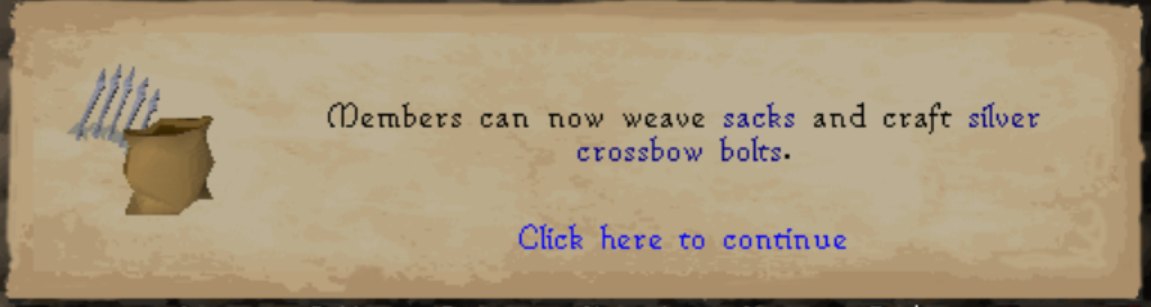 Members can now weave sacks and craft silver
crossbow bolts.
Click here to continue